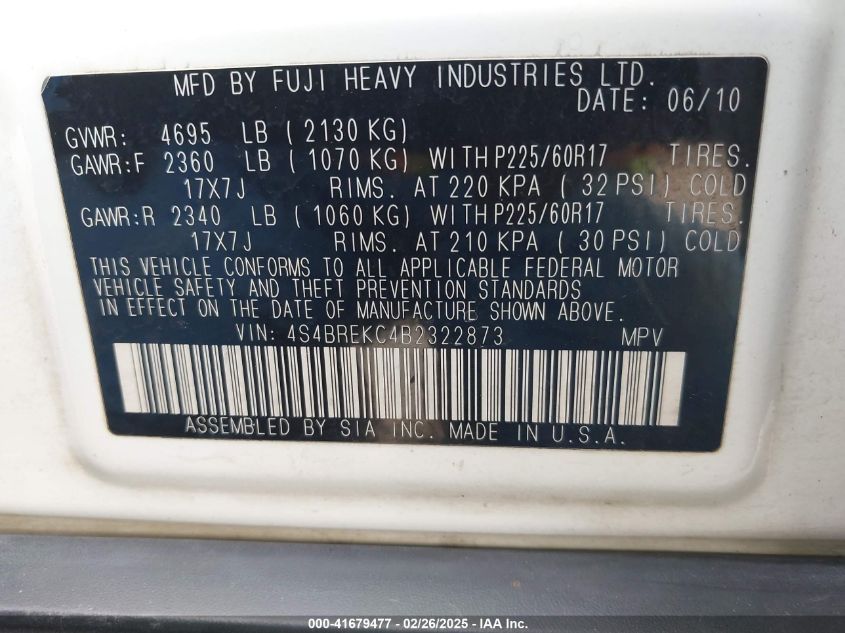 MFD BY FUJI HEAVY INDUSTRIES LTD.
DATE: 06/10
GVWR: 4695 LB ( 2130 KG)
GAWR:F 2360 LB ( 1070 KG) WITH P225/60R17 TIRES.
17X7J RIMS. AT 220 KPA ( 32 PSI) COLD
GAWR:R 2340 LB ( 1060 KG) WITH P225/60R17 TIRES.
17X7J RIMS. AT 210 KPA ( 30 PSI) COLD
THIS VEHICLE CONFORMS TO ALL APPLICABLE FEDERAL MOTOR
VEHICLE SAFETY AND THEFT PREVENTION STANDARDS
IN EFFECT ON THE DATE OF MANUFACTURE SHOWN ABOVE.
VIN: 4S4BREKC4B2322873 MPV
ASSEMBLED BY SIA INC. MADE IN U.S.A.
000-41679477 - 02/26/2025 - IAA Inc.